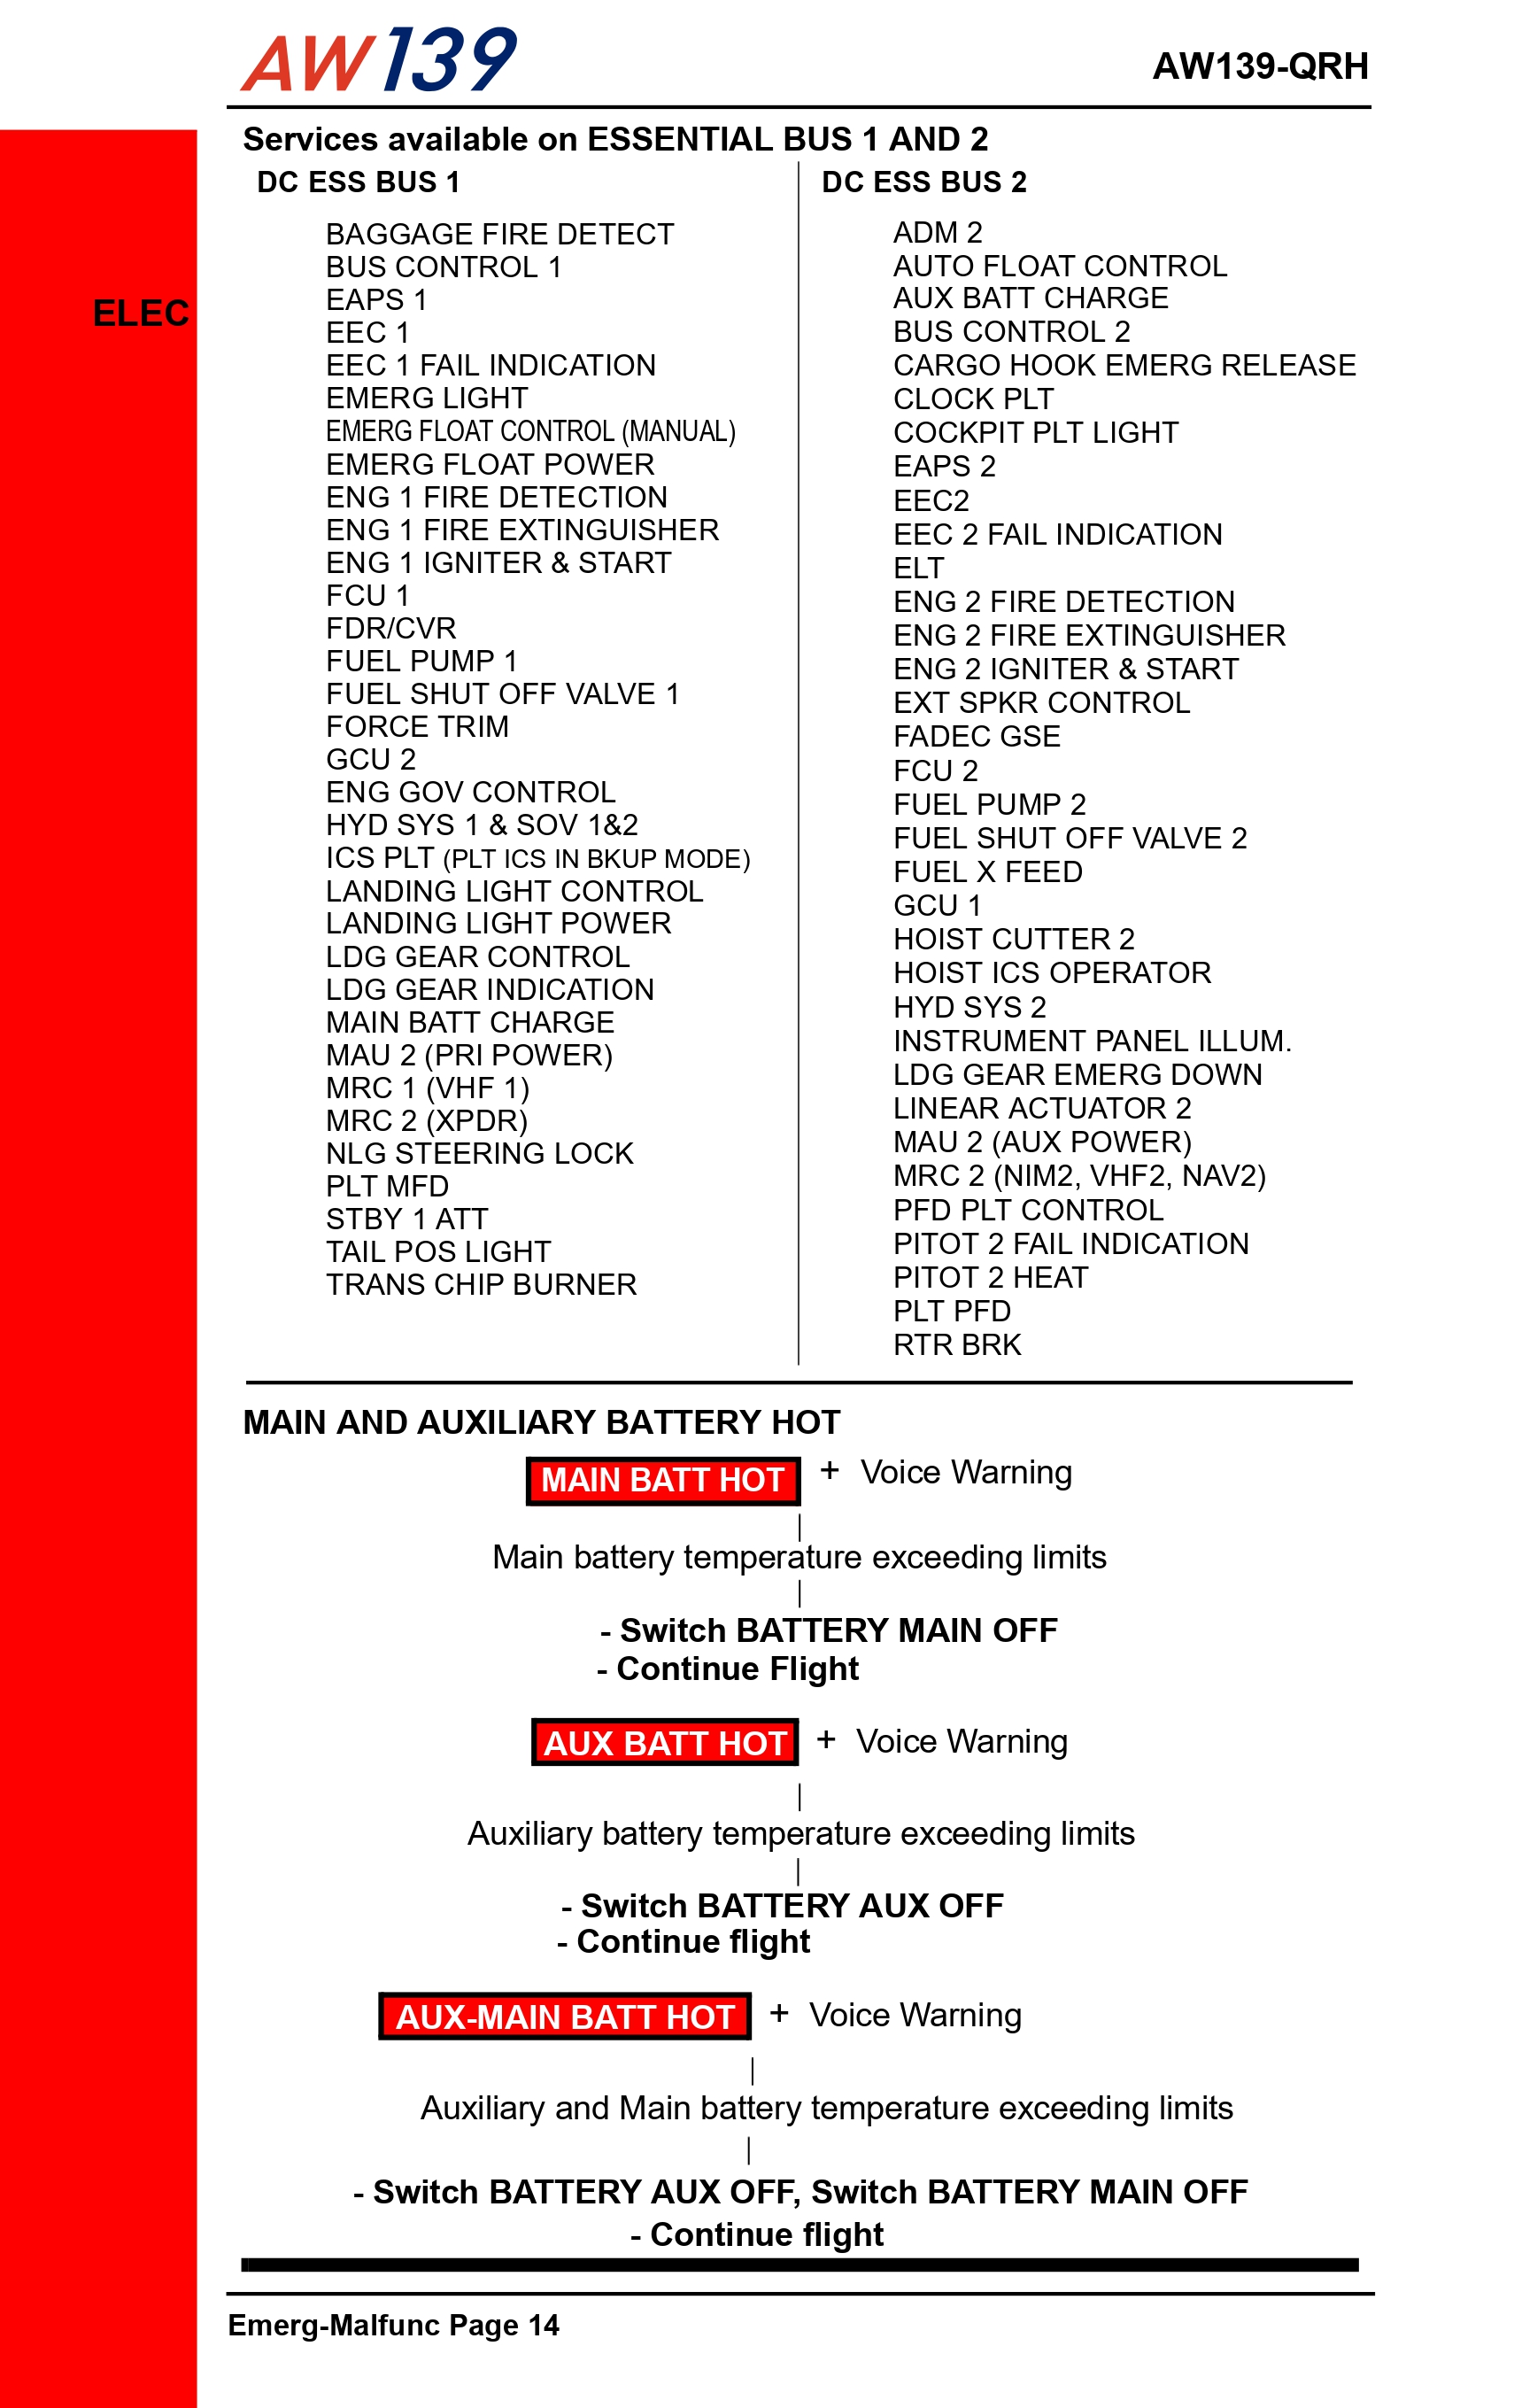 AW139
AW139-QRH
ELEC
Services available on ESSENTIAL BUS 1 AND 2
DC ESS BUS 1
BAGGAGE FIRE DETECT
BUS CONTROL 1
EAPS 1
EEC 1
EEC 1 FAIL INDICATION
EMERG LIGHT
EMERG FLOAT CONTROL (MANUAL)
EMERG FLOAT POWER
ENG 1 FIRE DETECTION
ENG 1 FIRE EXTINGUISHER
ENG 1 IGNITER & START
FCU 1
FDR/CVR
FUEL PUMP 1
FUEL SHUT OFF VALVE 1
FORCE TRIM
GCU 2
ENG GOV CONTROL
HYD SYS 1 & SOV 1&2
ICS PLT (PLT ICS IN BKUP MODE)
LANDING LIGHT CONTROL
LANDING LIGHT POWER
LDG GEAR CONTROL
LDG GEAR INDICATION
MAIN BATT CHARGE
MAU 2 (PRI POWER)
MRC 1 (VHF 1)
MRC 2 (XPDR)
NLG STEERING LOCK
PLT MFD
STBY 1 ATT
TAIL POS LIGHT
TRANS CHIP BURNER
DC ESS BUS 2
ADM 2
AUTO FLOAT CONTROL
AUX BATT CHARGE
BUS CONTROL 2
CARGO HOOK EMERG RELEASE
CLOCK PLT
COCKPIT PLT LIGHT
EAPS 2
EEC2
EEC 2 FAIL INDICATION
ELT
ENG 2 FIRE DETECTION
ENG 2 FIRE EXTINGUISHER
ENG 2 IGNITER & START
EXT SPKR CONTROL
FADEC GSE
FCU 2
FUEL PUMP 2
FUEL SHUT OFF VALVE 2
FUEL X FEED
GCU 1
HOIST CUTTER 2
HOIST ICS OPERATOR
HYD SYS 2
INSTRUMENT PANEL ILLUM.
LDG GEAR EMERG DOWN
LINEAR ACTUATOR 2
MAU 2 (AUX POWER)
MRC 2 (NIM2, VHF2, NAV2)
PFD PLT CONTROL
PITOT 2 FAIL INDICATION
PITOT 2 HEAT
PLT PFD
RTR BRK
MAIN AND AUXILIARY BATTERY HOT
MAIN BATT HOT + Voice Warning
Main battery temperature exceeding limits
- Switch BATTERY MAIN OFF
- Continue Flight
AUX BATT HOT + Voice Warning
Auxiliary battery temperature exceeding limits
- Switch BATTERY AUX OFF
- Continue flight
AUX-MAIN BATT HOT + Voice Warning
Auxiliary and Main battery temperature exceeding limits
- Switch BATTERY AUX OFF, Switch BATTERY MAIN OFF
- Continue flight
Emerg-Malfunc Page 14